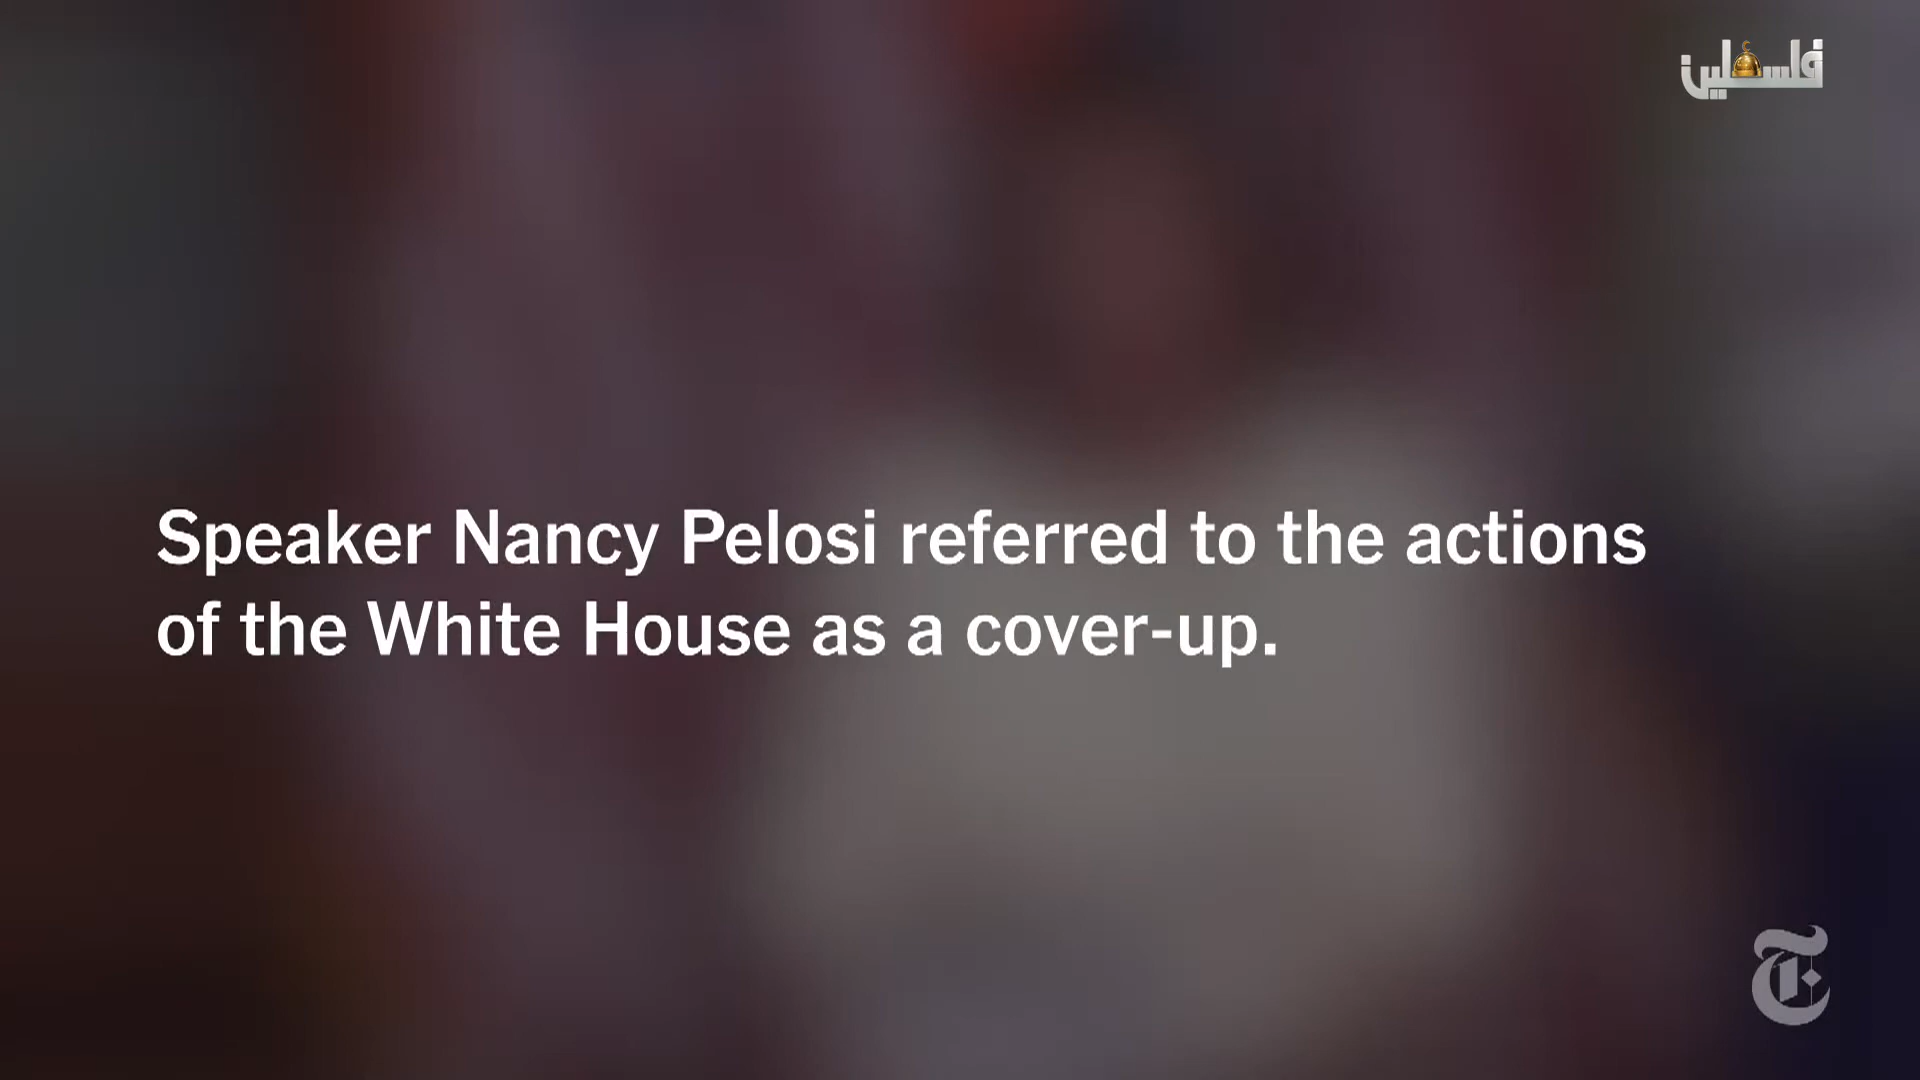 فلسطين
Speaker Nancy Pelosi referred to the actions
of the White House as a cover-up.
T